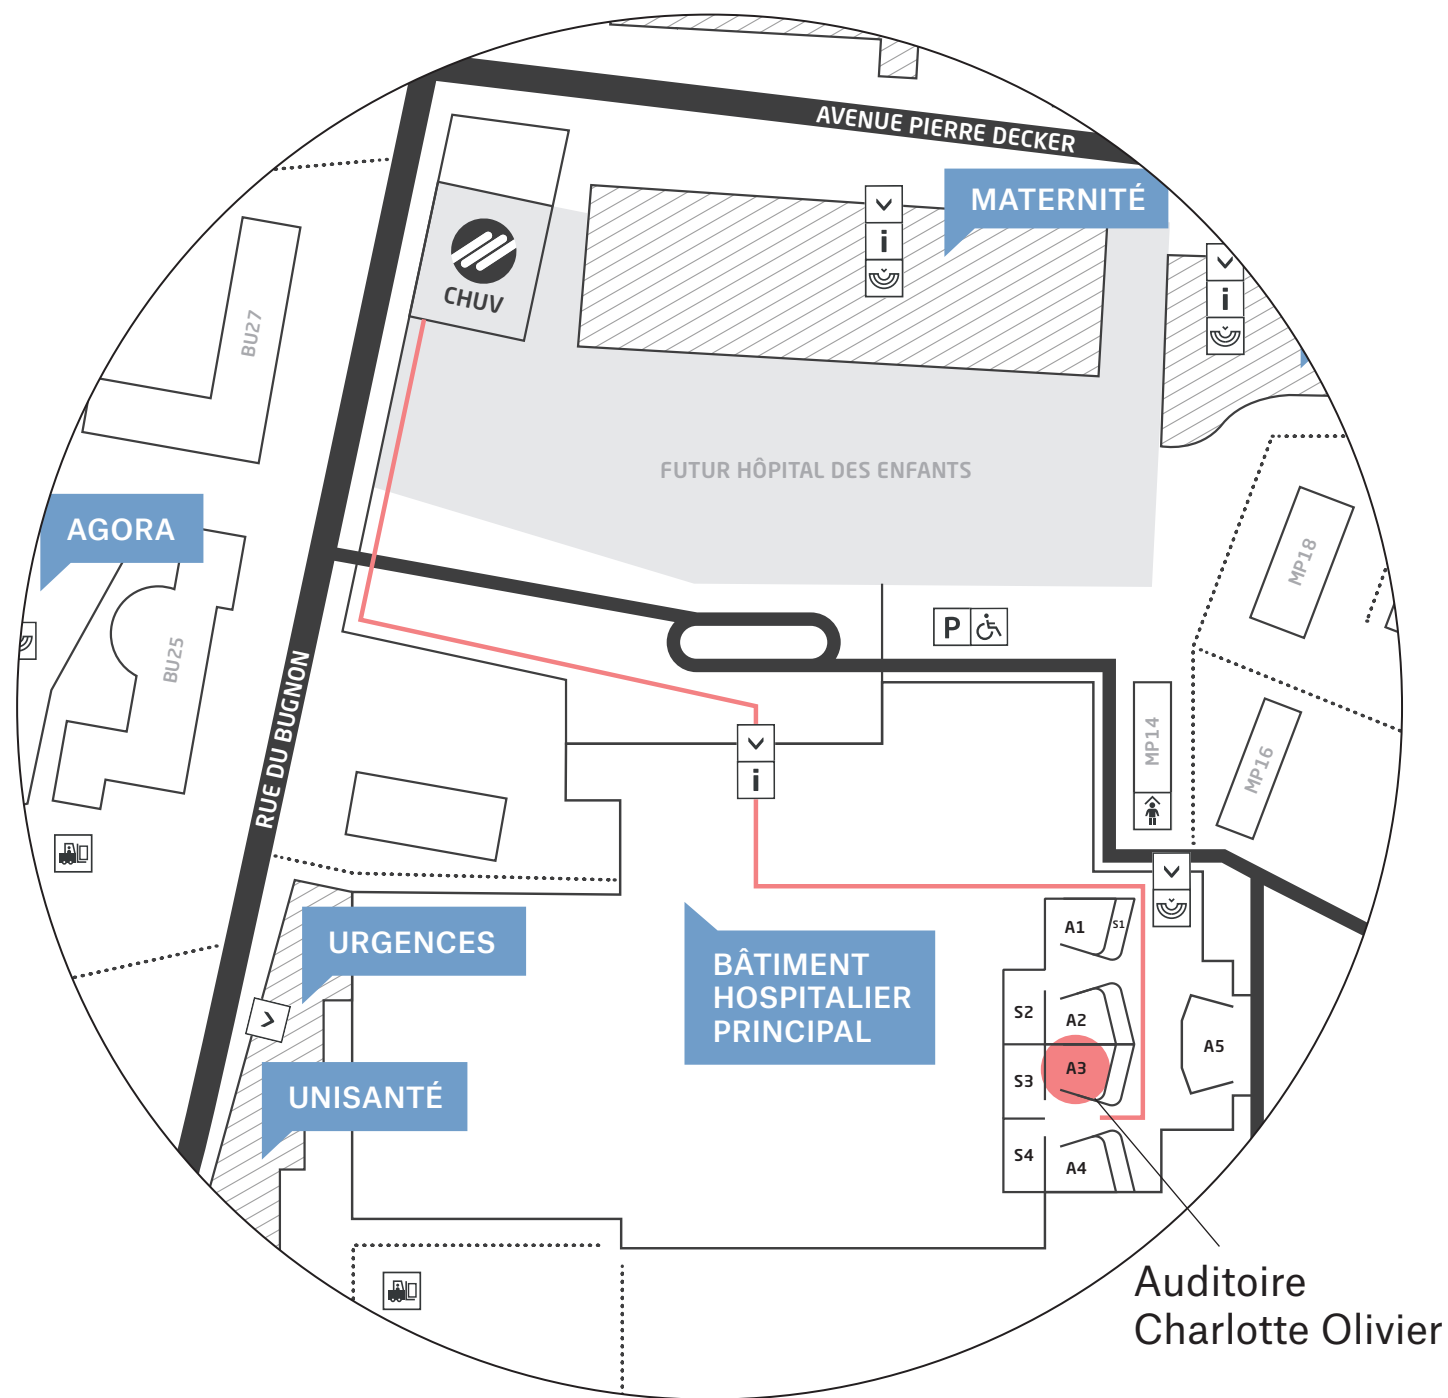 AVENUE PIERRE DECKER
MATERNITÉ
i
CHUV
i
BU27
FUTUR HÔPITAL DES ENFANTS
AGORA
MP18
P
BU25
RUE DU BUGNON
MP14
MP16
i
URGENCES
BÂTIMENT
HOSPITALIER
PRINCIPAL
A1
S1
S2
A2
A5
S3
A3
UNISANTÉ
S4
A4
Auditoire
Charlotte Olivier